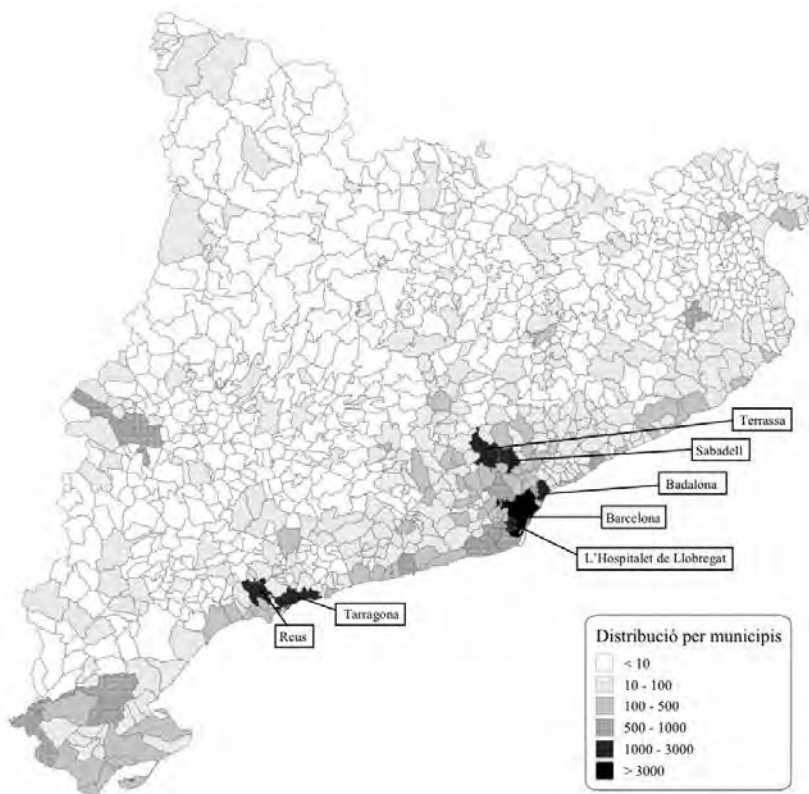 Terrassa
Sabadell
Badalona
Barcelona
L'Hospitalet de Llobregat
Tarragona
Reus
Distribució per municipis
< 10
10 - 100
100 - 500
500 - 1000
1000 - 3000
> 3000